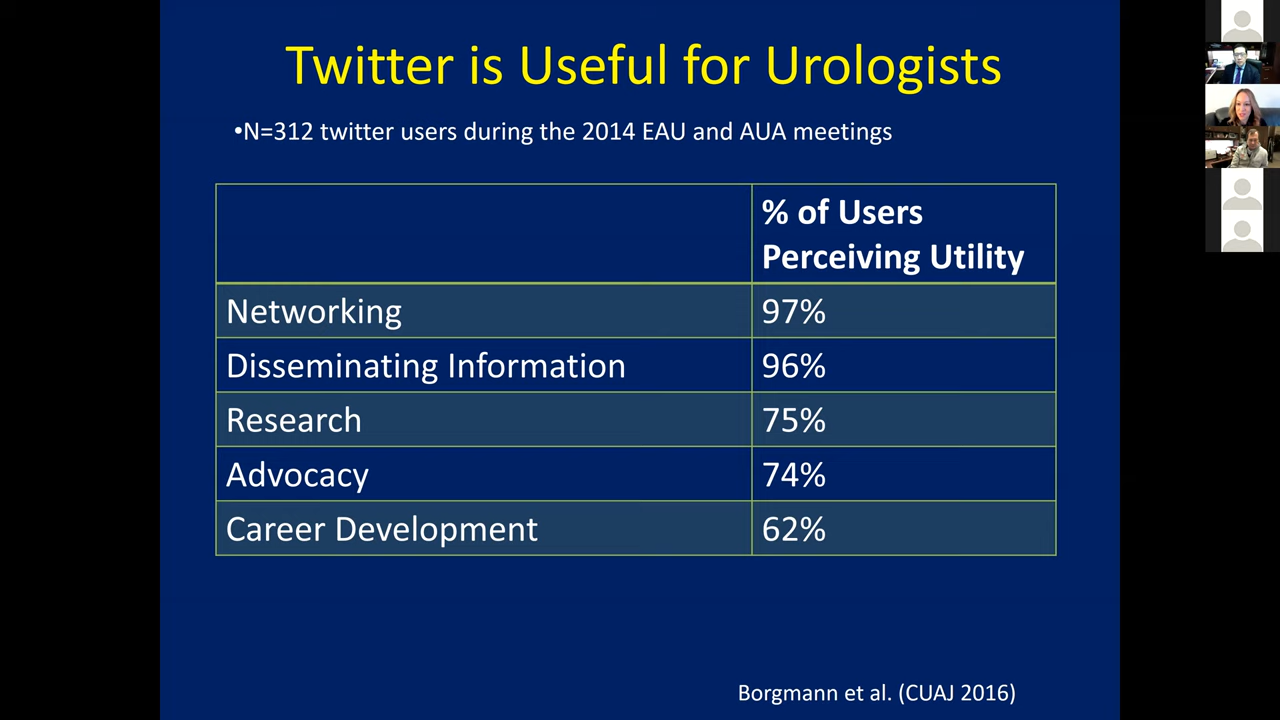 Twitter is Useful for Urologists
•N=312 twitter users during the 2014 EAU and AUA meetings
% of Users
Perceiving Utility
Networking 97%
Disseminating Information 96%
Research 75%
Advocacy 74%
Career Development 62%
Borgmann et al. (CUAJ 2016)